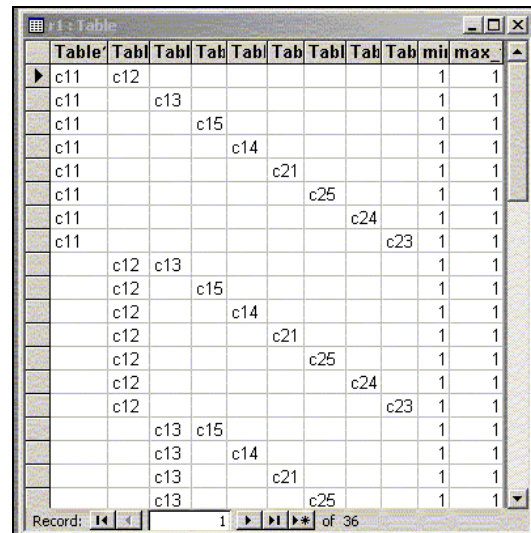 r1 : Table
Table' Tabl Tabl Tab Tabl Tab Tabl Tab Tab min max_
c11 c12 1 1
c11 c13 1 1
c11 c15 1 1
c11 c14 1 1
c11 c21 1 1
c11 c25 1 1
c11 c24 1 1
c11 c23 1 1
c12 c13 1 1
c12 c15 1 1
c12 c14 1 1
c12 c21 1 1
c12 c25 1 1
c12 c24 1 1
c12 c23 1 1
c13 c15 1 1
c13 c14 1 1
c13 c21 1 1
c13 c25 1 1
Record: 1 of 36